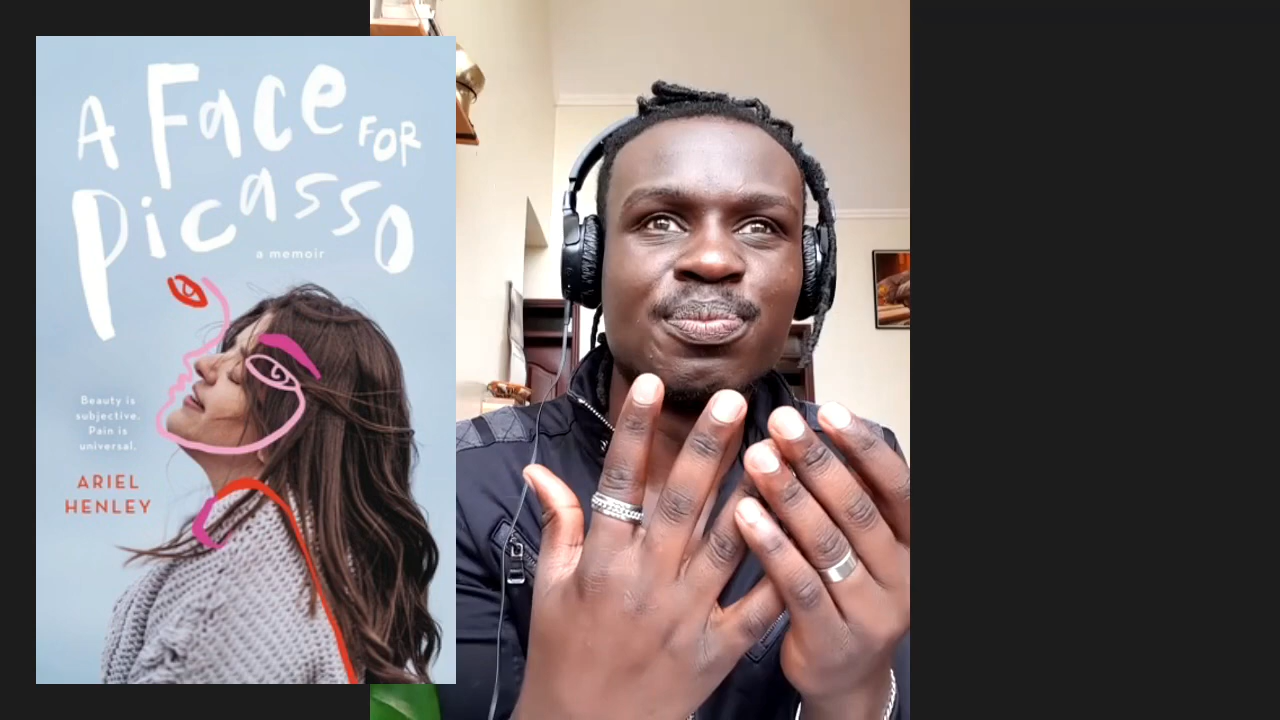 A Face FOR
Picasso
a memoir
Beauty is
subjective.
Pain is
universal.
ARIEL
HENLEY